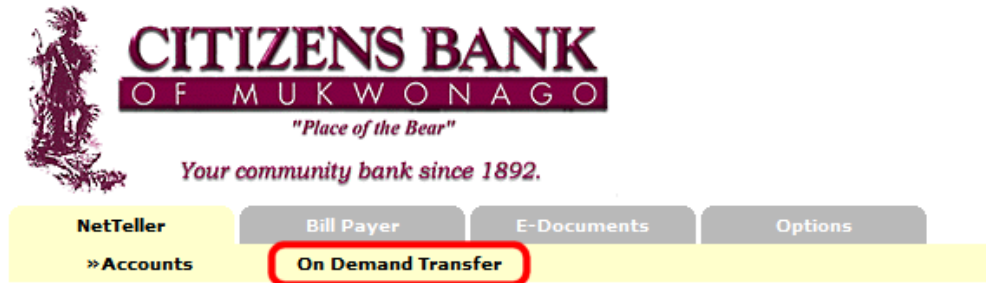 CITIZENS BANK
OF MUKWONAGO
"Place of the Bear"
Your community bank since 1892.
NetTeller Bill Payer E-Documents Options
»Accounts On Demand Transfer